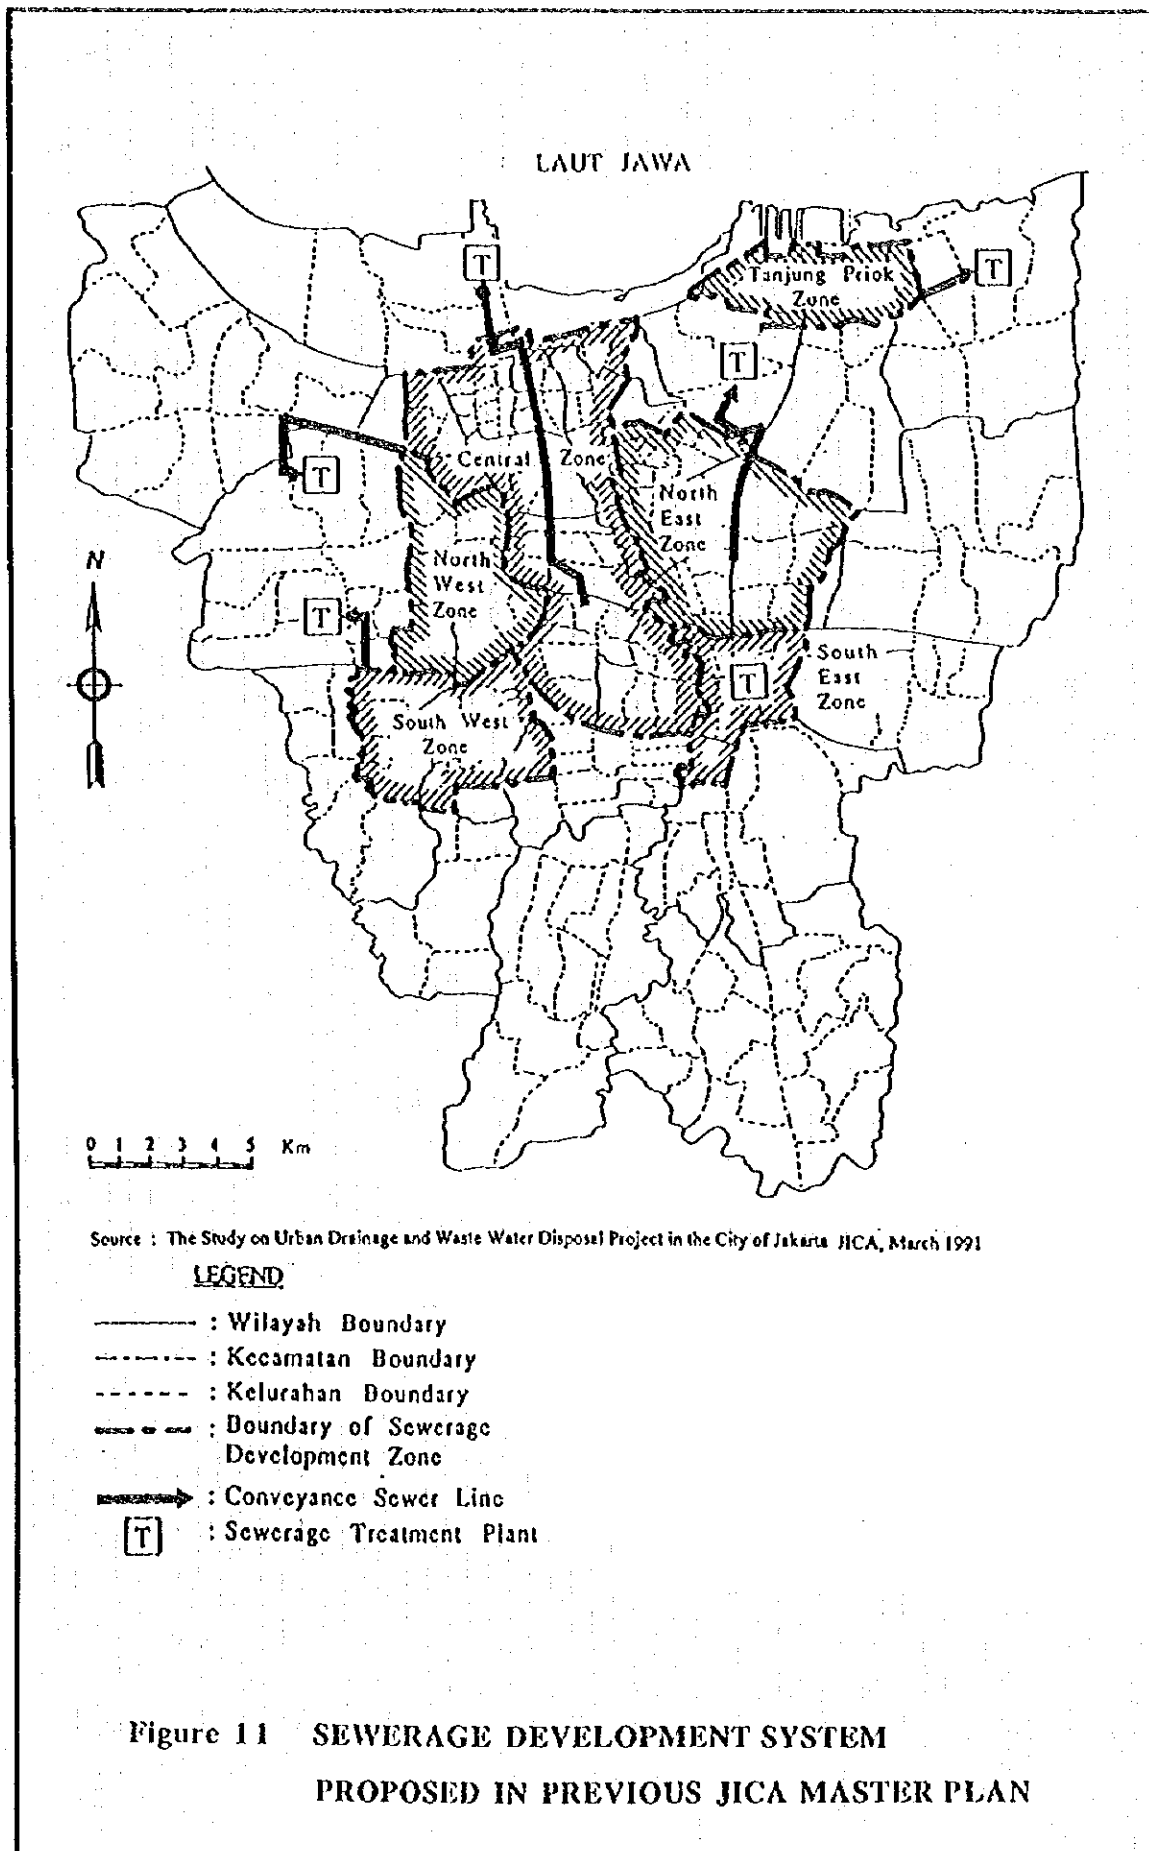 LAUT JAWA
T
Tanjung Priok
Zone
T
T
Central Zone
T
North
East
Zone
N
North
West
Zone
T
South
East
Zone
T
South West
Zone
0 1 2 3 4 5 Km
Source : The Study on Urban Drainage and Waste Water Disposal Project in the City of Jakarta JICA, March 1991
LEGEND
: Wilayah Boundary
: Kecamatan Boundary
: Kelurahan Boundary
: Boundary of Sewerage
Development Zone
: Conveyance Sewer Line
T : Sewerage Treatment Plant
Figure 11 SEWERAGE DEVELOPMENT SYSTEM
PROPOSED IN PREVIOUS JICA MASTER PLAN